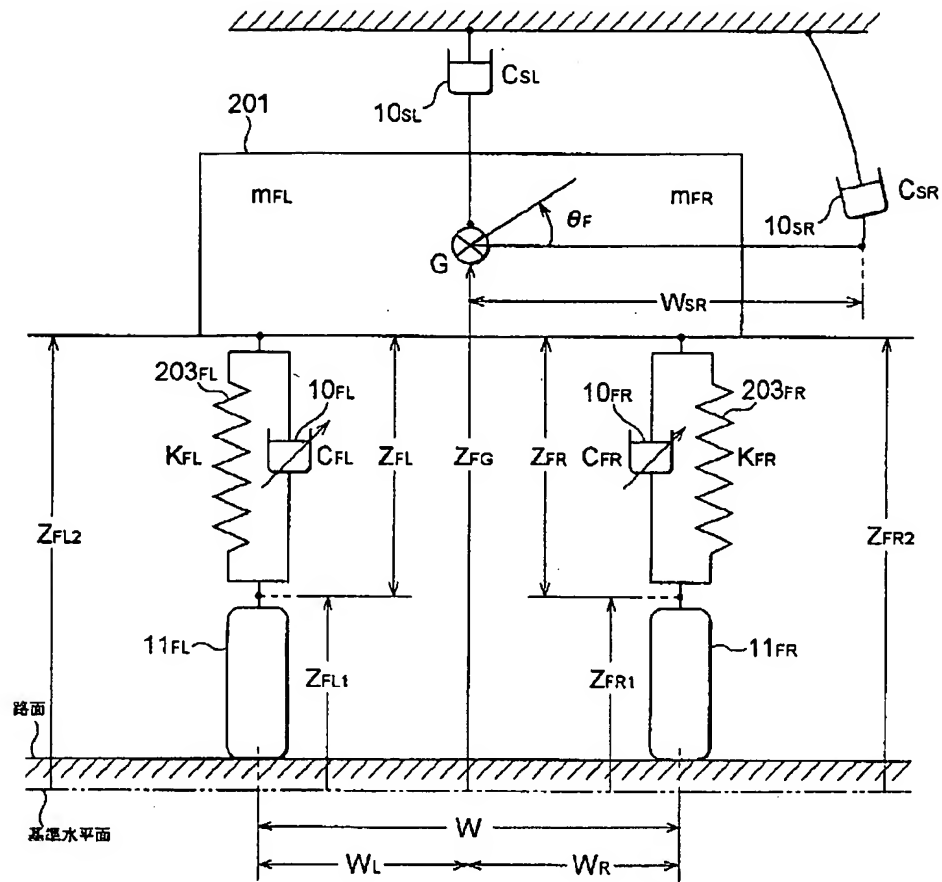 CSL
10SL
201
mFL
mFR
CSR
10SR
θF
G
WSR
203FL
10FL
10FR
203FR
KFL
CFL
ZFL
ZFG
ZFR
CFR
KFR
ZFL2
ZFR2
11FL
11FR
ZFL1
ZFR1
路面
基準水平面
W
WL
WR